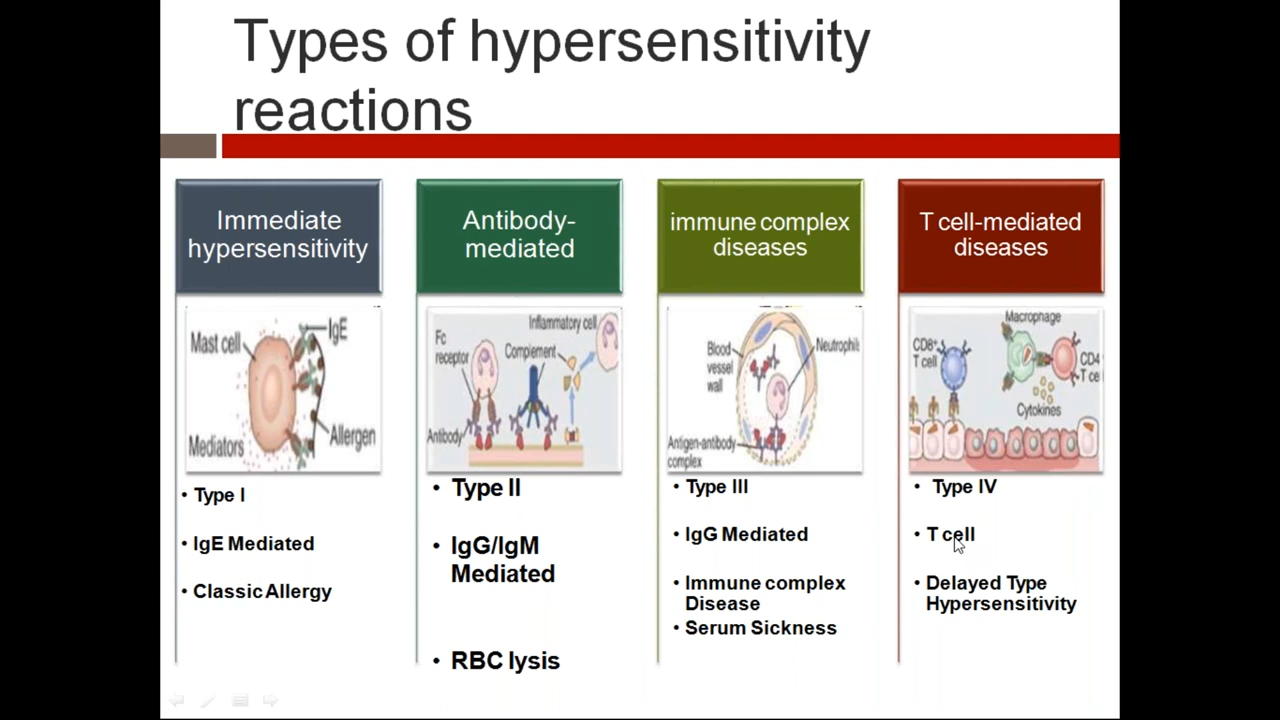 Types of hypersensitivity
reactions
Immediate
hypersensitivity
Mast cell
IgE
Mediators
Allergen
• Type I
• IgE Mediated
• Classic Allergy
Antibody-
mediated
Inflammatory cell
Fc
receptor
Complement
Antibody
• Type II
• IgG/IgM
Mediated
• RBC lysis
immune complex
diseases
Blood
vessel
wall
Neutrophil
Antigen-antibody
complex
• Type III
• IgG Mediated
• Immune complex
Disease
• Serum Sickness
T cell-mediated
diseases
Macrophage
CD8+
T cell
CD4
T ce
Cytokines
• Type IV
• T cell
• Delayed Type
Hypersensitivity